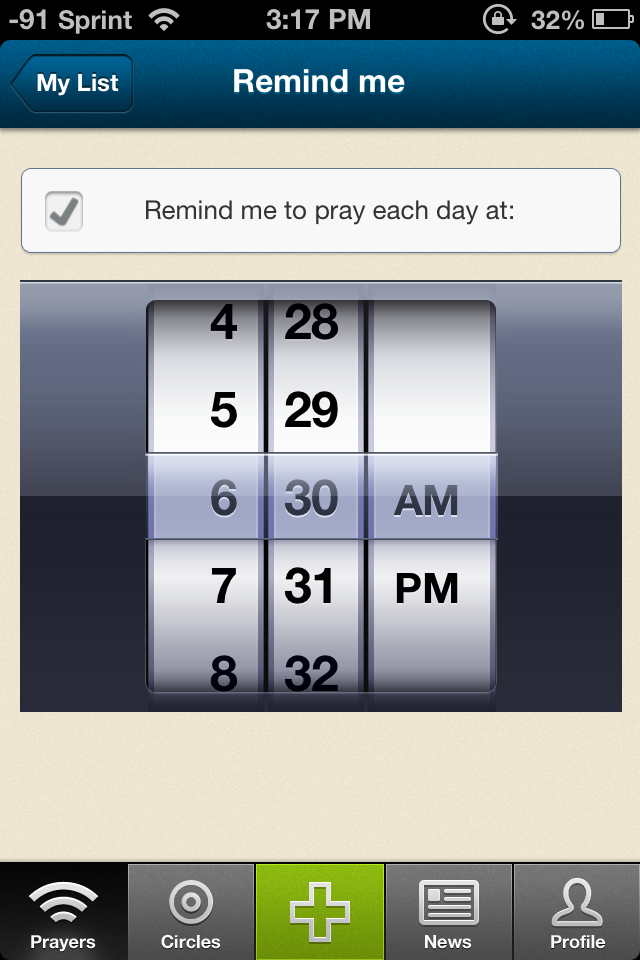 -91 Sprint 3:17 PM 32%
My List Remind me
Remind me to pray each day at:
4 28
5 29
6 30 AM
7 31 PM
8 32
Prayers Circles News Profile